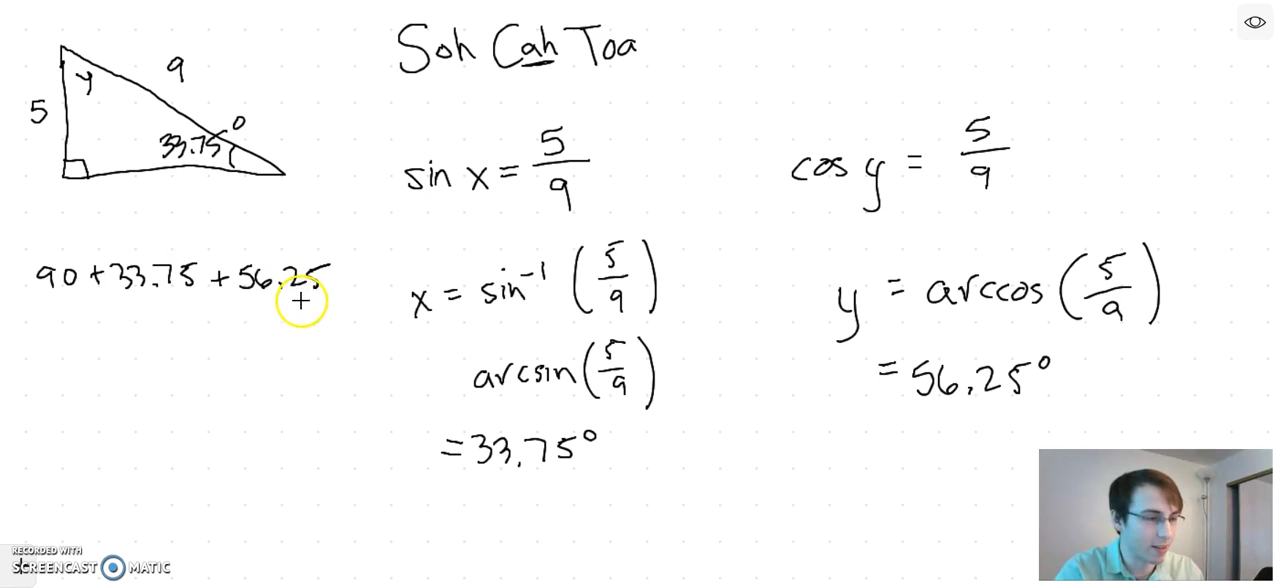 Soh Cah Toa
9
y
5
33.75°
sin x = 5/9
cos y = 5/9
90 + 33.75 + 56.25
x = sin⁻¹ (5/9)
y = arccos (5/9)
arcsin (5/9)
= 56.25°
= 33.75°
RECORDED WITH
SCREENCAST MATIC